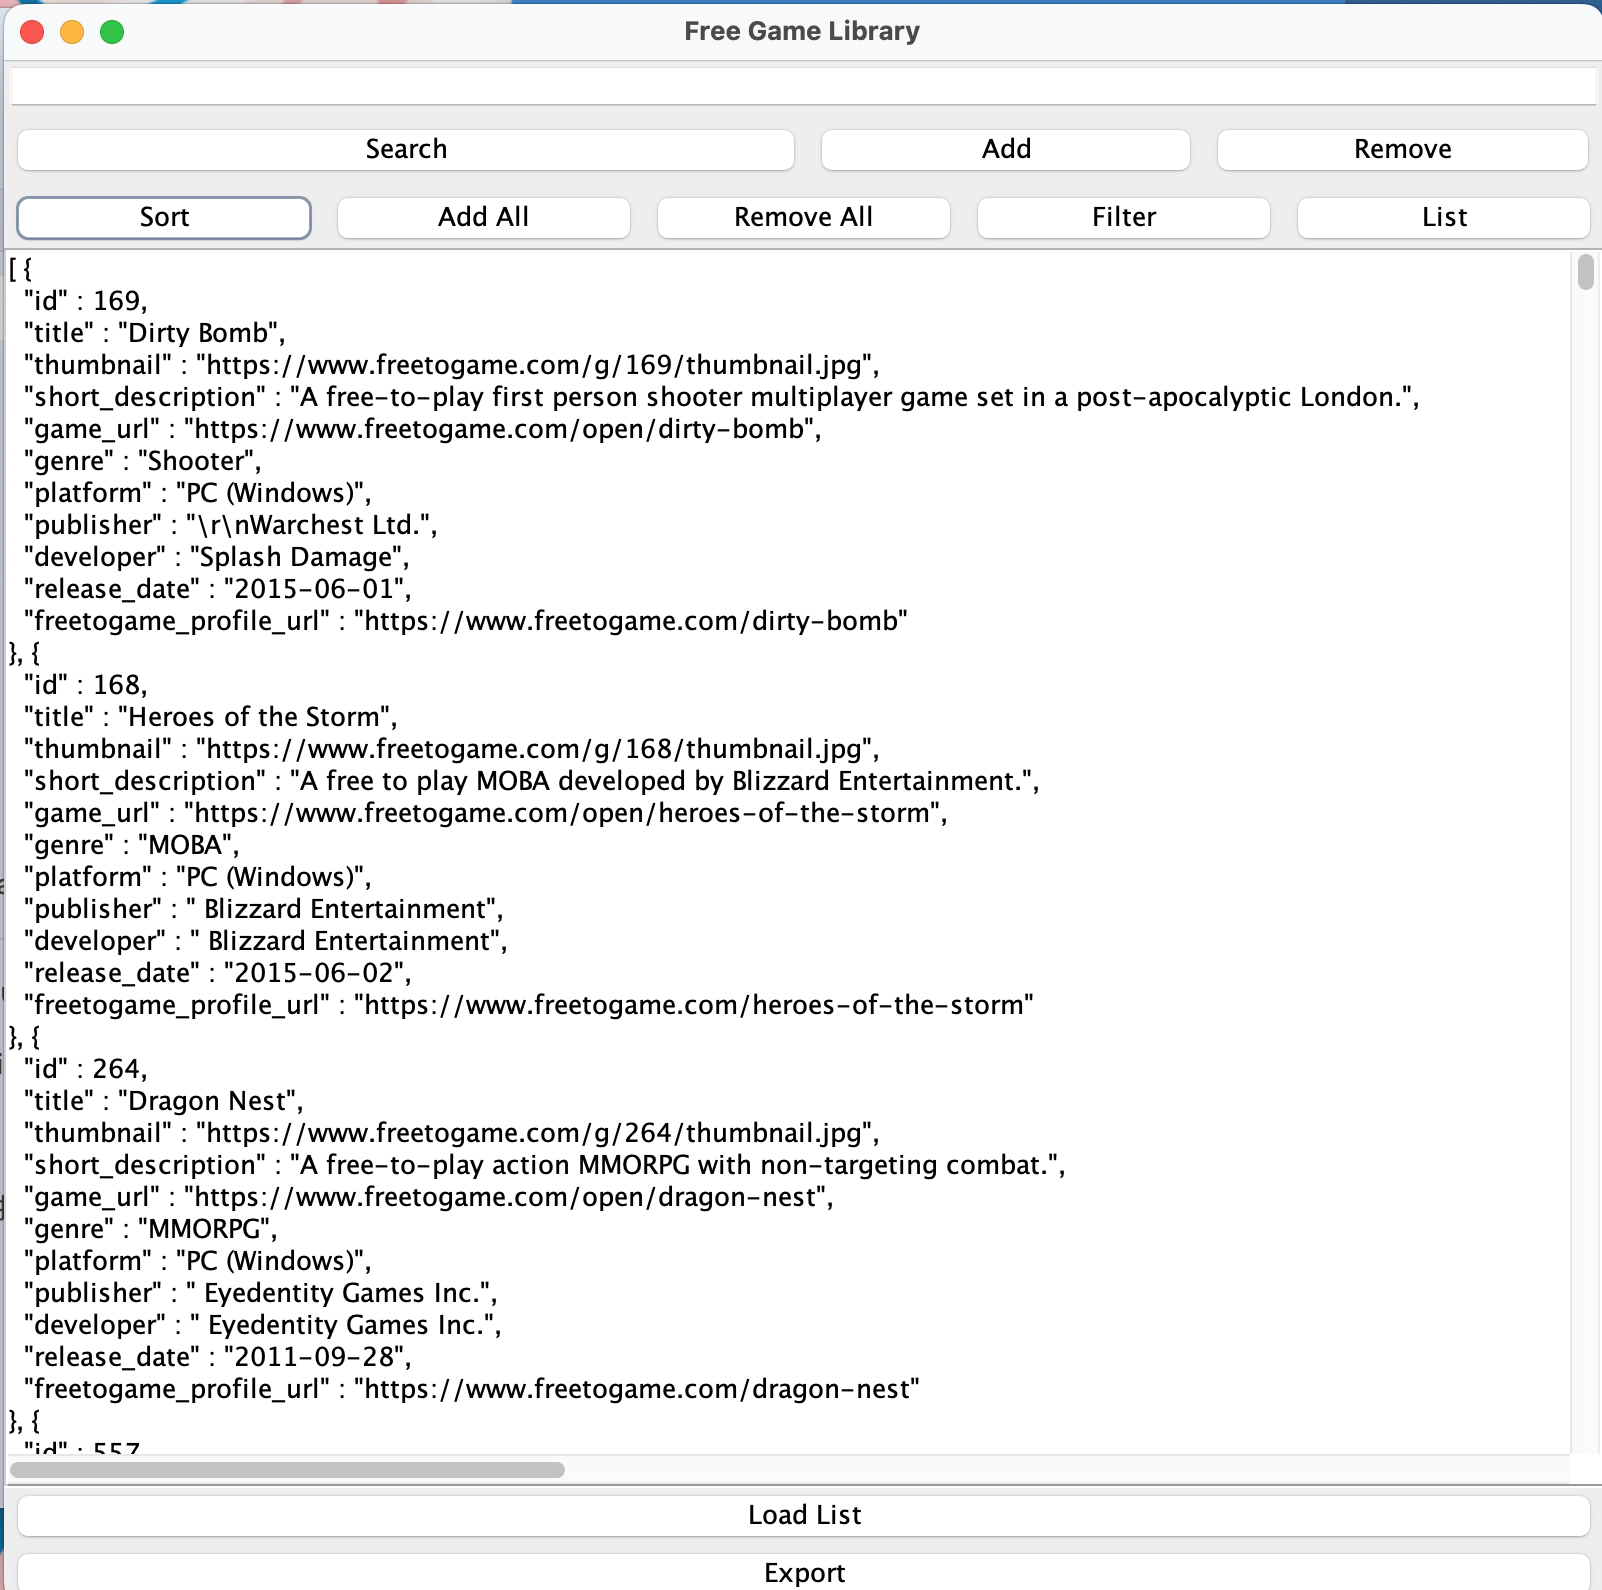 Free Game Library
Search Add Remove
Sort Add All Remove All Filter List
[ {
"id" : 169,
"title" : "Dirty Bomb",
"thumbnail" : "https://www.freetogame.com/g/169/thumbnail.jpg",
"short_description" : "A free-to-play first person shooter multiplayer game set in a post-apocalyptic London.",
"game_url" : "https://www.freetogame.com/open/dirty-bomb",
"genre" : "Shooter",
"platform" : "PC (Windows)",
"publisher" : "\r\nWarchest Ltd.",
"developer" : "Splash Damage",
"release_date" : "2015-06-01",
"freetogame_profile_url" : "https://www.freetogame.com/dirty-bomb"
}, {
"id" : 168,
"title" : "Heroes of the Storm",
"thumbnail" : "https://www.freetogame.com/g/168/thumbnail.jpg",
"short_description" : "A free to play MOBA developed by Blizzard Entertainment.",
"game_url" : "https://www.freetogame.com/open/heroes-of-the-storm",
"genre" : "MOBA",
"platform" : "PC (Windows)",
"publisher" : " Blizzard Entertainment",
"developer" : " Blizzard Entertainment",
"release_date" : "2015-06-02",
"freetogame_profile_url" : "https://www.freetogame.com/heroes-of-the-storm"
}, {
"id" : 264,
"title" : "Dragon Nest",
"thumbnail" : "https://www.freetogame.com/g/264/thumbnail.jpg",
"short_description" : "A free-to-play action MMORPG with non-targeting combat.",
"game_url" : "https://www.freetogame.com/open/dragon-nest",
"genre" : "MMORPG",
"platform" : "PC (Windows)",
"publisher" : " Eyedentity Games Inc.",
"developer" : " Eyedentity Games Inc.",
"release_date" : "2011-09-28",
"freetogame_profile_url" : "https://www.freetogame.com/dragon-nest"
}, {
"id" : 557
Load List
Export